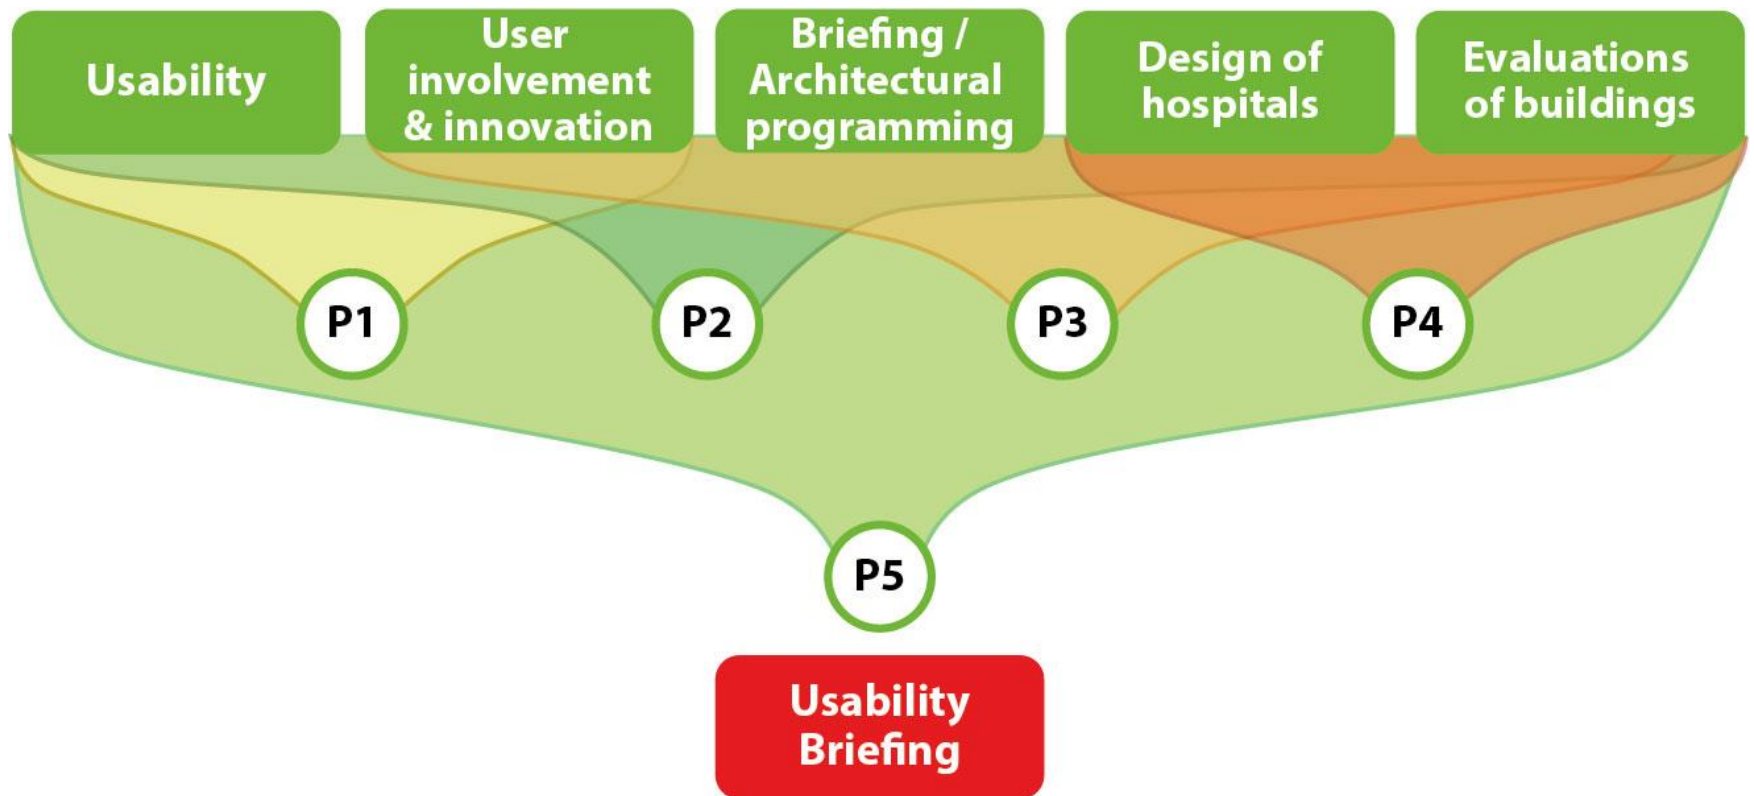 Usability
User
involvement
& innovation
Briefing /
Architectural
programming
Design of
hospitals
Evaluations
of buildings
P1
P2
P3
P4
P5
Usability
Briefing